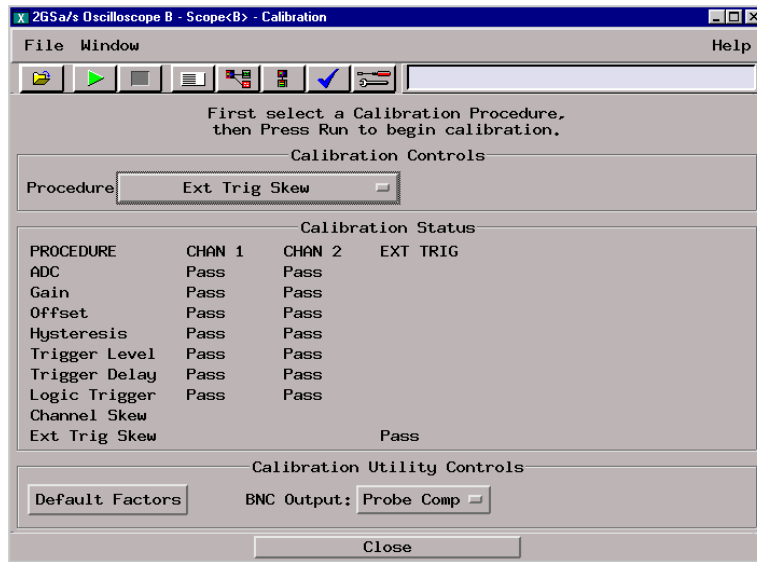 2GSa/s Oscilloscope B - Scope<B> - Calibration
File Window Help
First select a Calibration Procedure,
then Press Run to begin calibration.
Calibration Controls
Procedure Ext Trig Skew
Calibration Status
PROCEDURE CHAN 1 CHAN 2 EXT TRIG
ADC Pass Pass
Gain Pass Pass
Offset Pass Pass
Hysteresis Pass Pass
Trigger Level Pass Pass
Trigger Delay Pass Pass
Logic Trigger Pass Pass
Channel Skew
Ext Trig Skew Pass
Calibration Utility Controls
Default Factors BNC Output: Probe Comp
Close